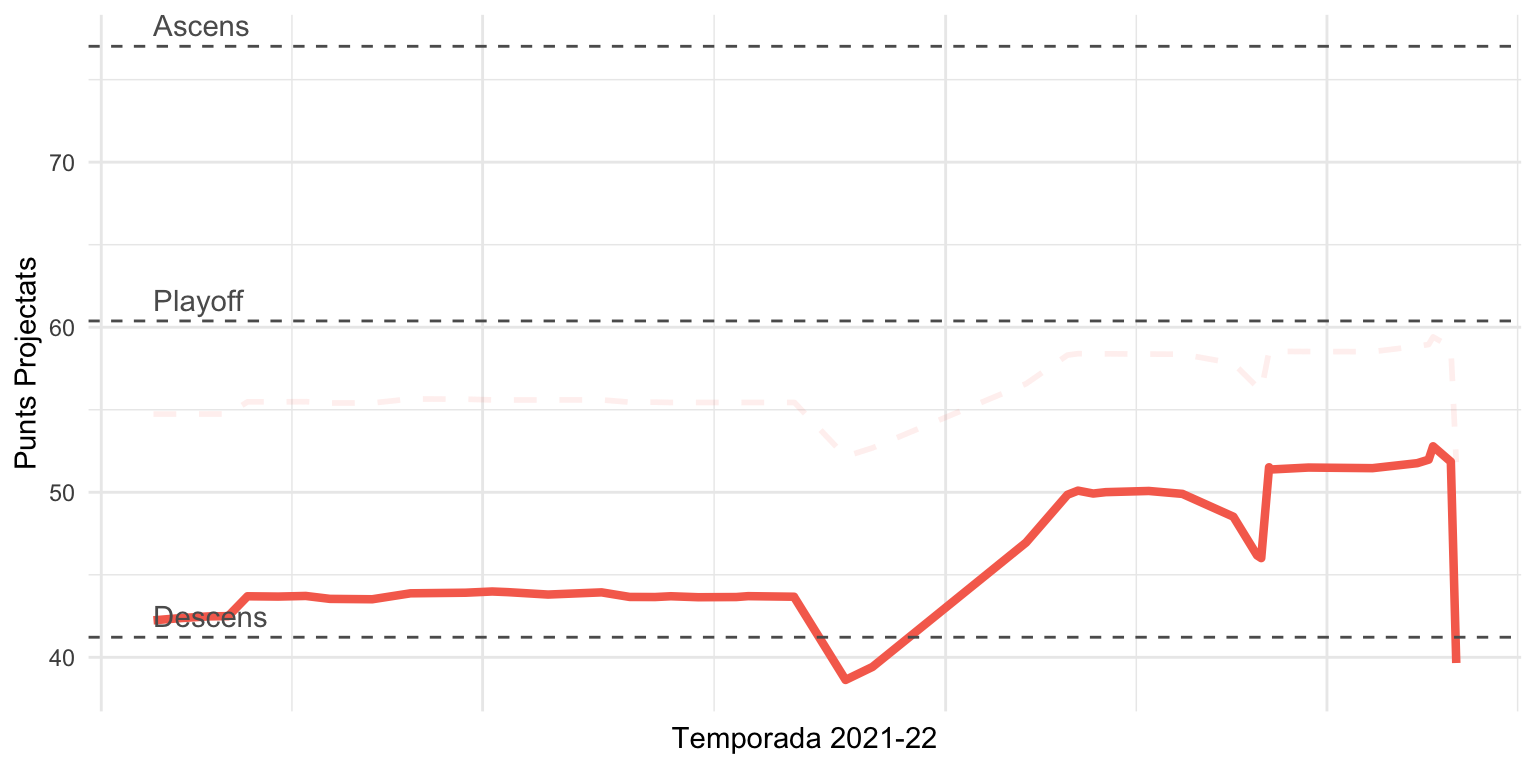 Ascens
70
Playoff
60
50
Descens
40
Punts Projectats
Temporada 2021-22